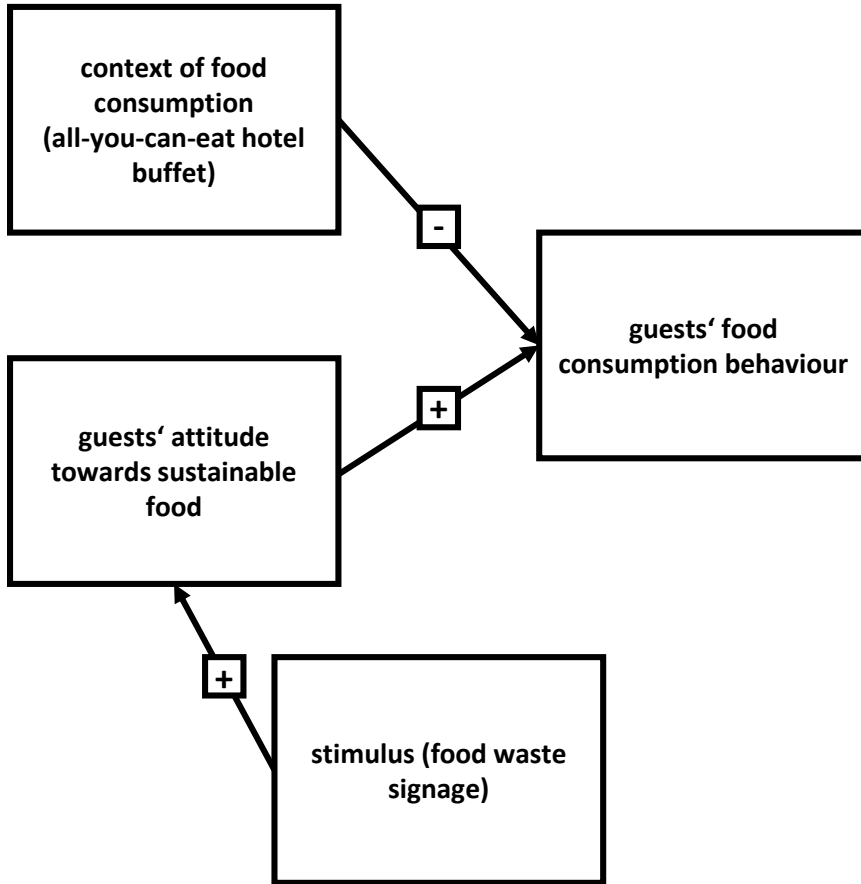 context of food
consumption
(all-you-can-eat hotel
buffet)
-
guests‘ food
consumption behaviour
+
guests‘ attitude
towards sustainable
food
+
stimulus (food waste
signage)